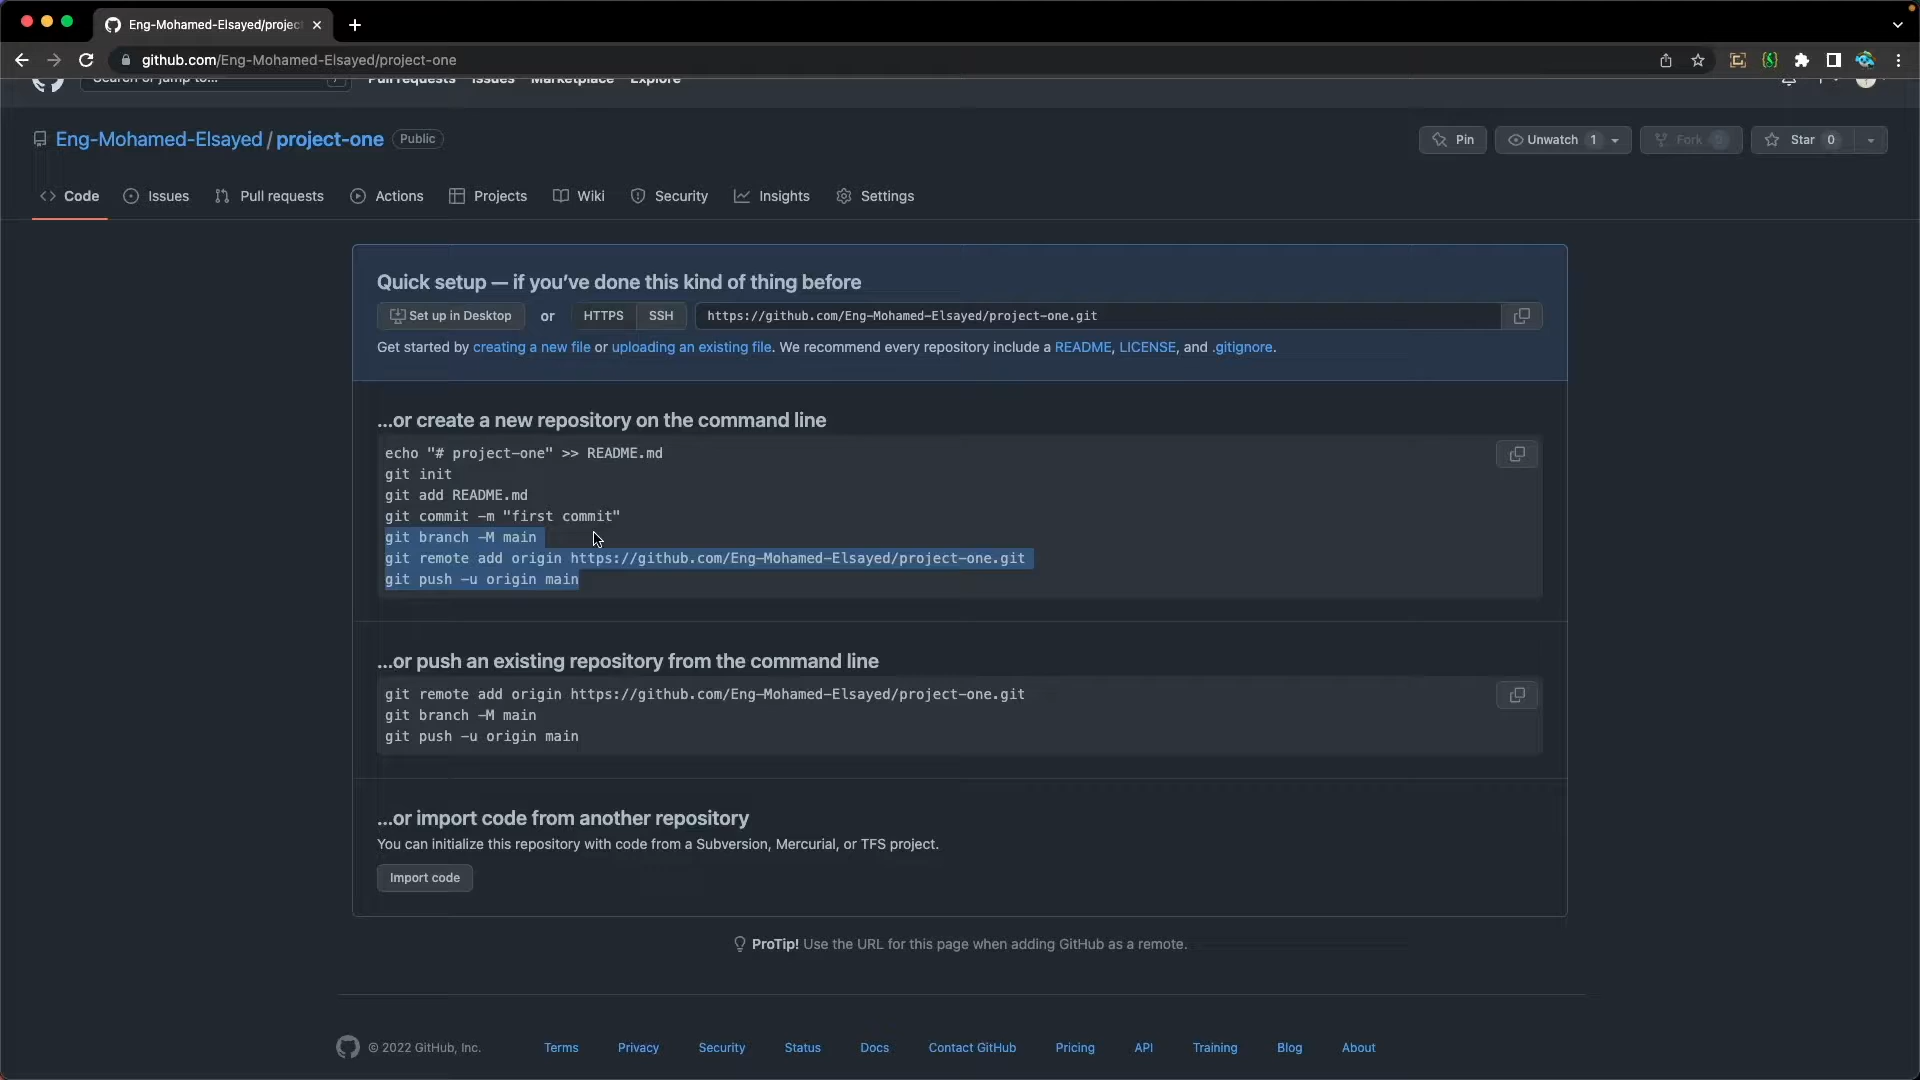 Eng-Mohamed-Elsayed/projec
github.com/Eng-Mohamed-Elsayed/project-one
Search or jump to...
/
Pull requests
Issues
Marketplace
Explore
Eng-Mohamed-Elsayed / project-one
Public
Pin
Unwatch 1
Fork
Star 0
Code
Issues
Pull requests
Actions
Projects
Wiki
Security
Insights
Settings
Quick setup — if you’ve done this kind of thing before
Set up in Desktop
or
HTTPS
SSH
https://github.com/Eng-Mohamed-Elsayed/project-one.git
Get started by creating a new file or uploading an existing file. We recommend every repository include a README, LICENSE, and .gitignore.
...or create a new repository on the command line
echo "# project-one" >> README.md
git init
git add README.md
git commit -m "first commit"
git branch -M main
git remote add origin https://github.com/Eng-Mohamed-Elsayed/project-one.git
git push -u origin main
...or push an existing repository from the command line
git remote add origin https://github.com/Eng-Mohamed-Elsayed/project-one.git
git branch -M main
git push -u origin main
...or import code from another repository
You can initialize this repository with code from a Subversion, Mercurial, or TFS project.
Import code
ProTip! Use the URL for this page when adding GitHub as a remote.
© 2022 GitHub, Inc.
Terms
Privacy
Security
Status
Docs
Contact GitHub
Pricing
API
Training
Blog
About